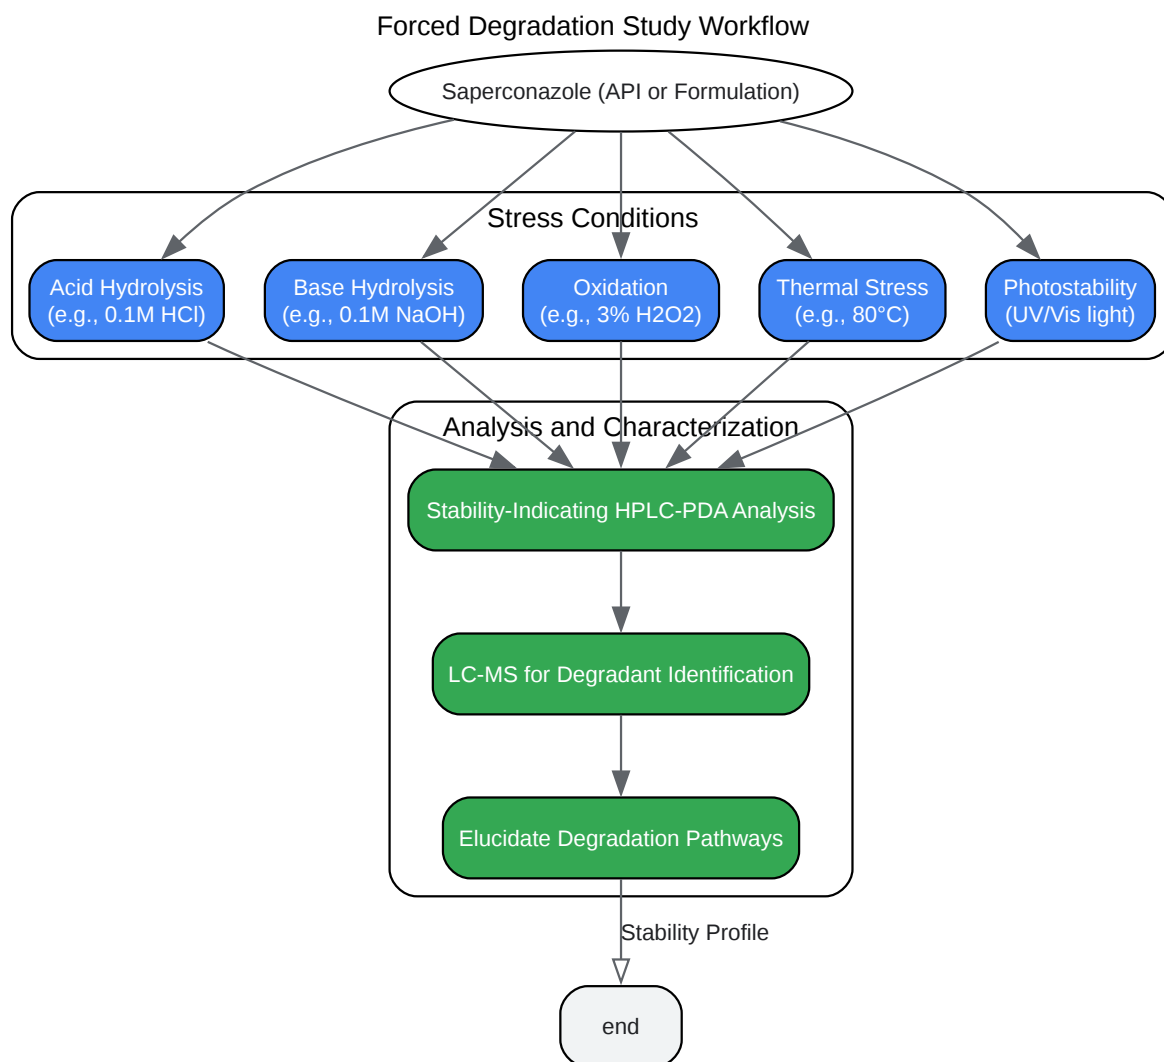 Forced Degradation Study Workflow
Saperconazole (API or Formulation)
Stress Conditions
Acid Hydrolysis
(e.g., 0.1M HCl)
Base Hydrolysis
(e.g., 0.1M NaOH)
Oxidation
(e.g., 3% H2O2)
Thermal Stress
(e.g., 80°C)
Photostability
(UV/Vis light)
Analysis and Characterization
Stability-Indicating HPLC-PDA Analysis
LC-MS for Degradant Identification
Elucidate Degradation Pathways
Stability Profile
end